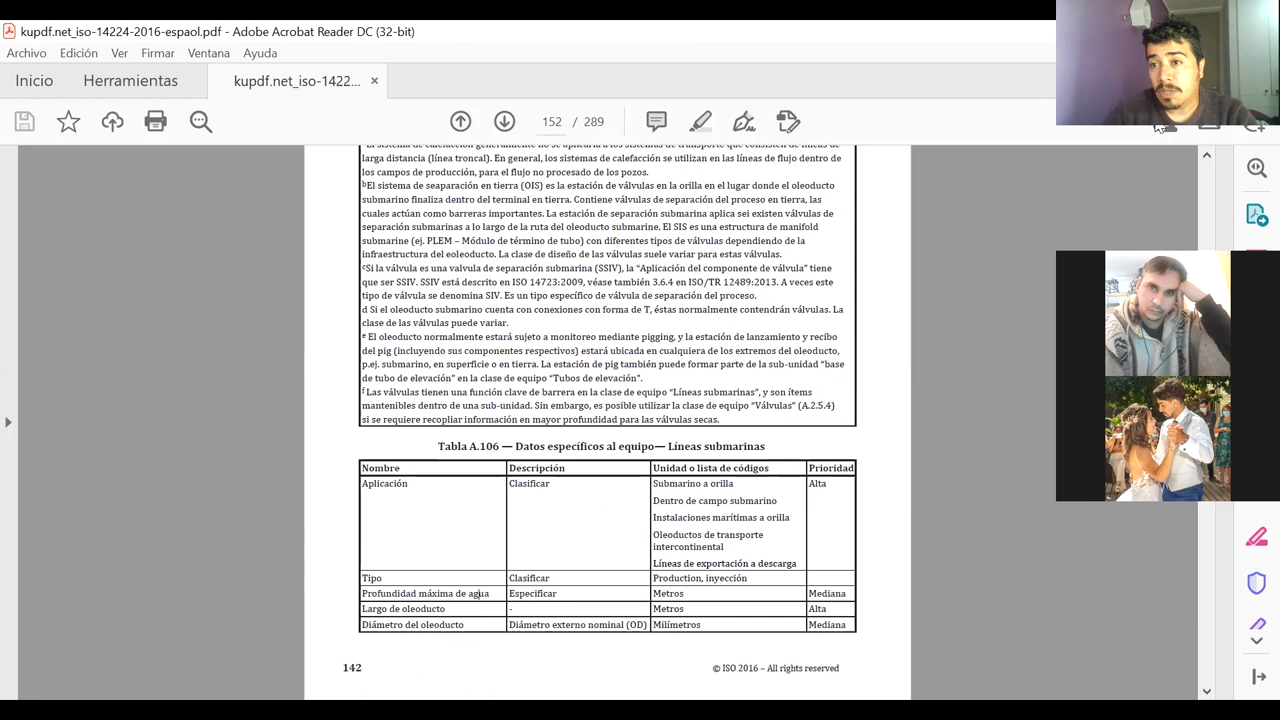 kupdf.net_iso-14224-2016-espaol.pdf - Adobe Acrobat Reader DC (32-bit)
Archivo Edición Ver Firmar Ventana Ayuda
Inicio Herramientas kupdf.net_iso-1422... ×
152 / 289
El sistema de calefacción generalmente no se aplicaría a los sistemas de transporte que consisten de líneas de
larga distancia (línea troncal). En general, los sistemas de calefacción se utilizan en las líneas de flujo dentro de
los campos de producción, para el flujo no procesado de los pozos.
bEl sistema de seaparación en tierra (OIS) es la estación de válvulas en la orilla en el lugar donde el oleoducto
submarino finaliza dentro del terminal en tierra. Contiene válvulas de separación del proceso en tierra, las
cuales actúan como barreras importantes. La estación de separación submarina aplica sei existen válvulas de
separación submarinas a lo largo de la ruta del oleoducto submarine. El SIS es una estructura de manifold
submarine (ej. PLEM – Módulo de término de tubo) con diferentes tipos de válvulas dependiendo de la
infraestructura del eoleoducto. La clase de diseño de las válvulas suele variar para estas válvulas.
cSi la válvula es una valvula de separación submarina (SSIV), la “Aplicación del componente de válvula” tiene
que ser SSIV. SSIV está descrito en ISO 14723:2009, véase también 3.6.4 en ISO/TR 12489:2013. A veces este
tipo de válvula se denomina SIV. Es un tipo específico de válvula de separación del proceso.
d Si el oleoducto submarino cuenta con conexiones con forma de T, éstas normalmente contendrán válvulas. La
clase de las válvulas puede variar.
e El oleoducto normalmente estará sujeto a monitoreo mediante pigging, y la estación de lanzamiento y recibo
del pig (incluyendo sus componentes respectivos) estará ubicada en cualquiera de los extremos del oleoducto,
p.ej. submarino, en superficie o en tierra. La estación de pig también puede formar parte de la sub-unidad “base
de tubo de elevación” en la clase de equipo “Tubos de elevación”.
f Las válvulas tienen una función clave de barrera en la clase de equipo “Líneas submarinas”, y son ítems
mantenibles dentro de una sub-unidad. Sin embargo, es posible utilizar la clase de equipo “Válvulas” (A.2.5.4)
si se requiere recopliar información en mayor profundidad para las válvulas secas.
Tabla A.106 — Datos específicos al equipo— Líneas submarinas
Nombre Descripción Unidad o lista de códigos Prioridad
Aplicación Clasificar Submarino a orilla Alta
Dentro de campo submarino
Instalaciones marítimas a orilla
Oleoductos de transporte
intercontinental
Líneas de exportación a descarga
Tipo Clasificar Production, inyección
Profundidad máxima de agua Especificar Metros Mediana
Largo de oleoducto - Metros Alta
Diámetro del oleoducto Diámetro externo nominal (OD) Milímetros Mediana
142 © ISO 2016 – All rights reserved